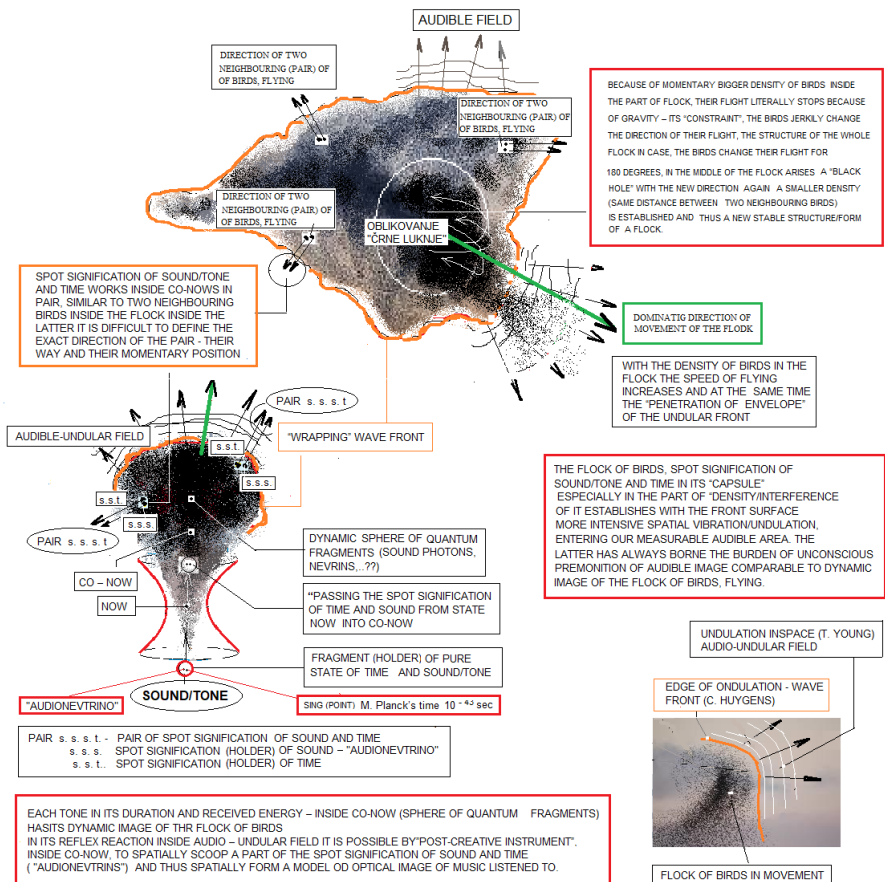 AUDIBLE FIELD
DIRECTION OF TWO
NEIGHBOURING (PAIR) OF
OF BIRDS, FLYING
DIRECTION OF TWO
NEIGHBOURING (PAIR) OF
OF BIRDS, FLYING
DIRECTION OF TWO
NEIGHBOURING (PAIR) OF
OF BIRDS, FLYING
OBLIKOVANJE
"ČRNE LUKNJE"
BECAUSE OF MOMENTARY BIGGER DENSITY OF BIRDS INSIDE
THE PART OF FLOCK, THEIR FLIGHT LITERALLY STOPS BECAUSE
OF GRAVITY – ITS "CONSTRAINT", THE BIRDS JERKILY CHANGE
THE DIRECTION OF THEIR FLIGHT, THE STRUCTURE OF THE WHOLE
FLOCK IN CASE, THE BIRDS CHANGE THEIR FLIGHT FOR
180 DEGREES, IN THE MIDDLE OF THE FLOCK ARISES A "BLACK
HOLE" WITH THE NEW DIRECTION AGAIN A SMALLER DENSITY
(SAME DISTANCE BETWEEN TWO NEIGHBOURING BIRDS)
IS ESTABLISHED AND THUS A NEW STABLE STRUCTURE/FORM
OF A FLOCK.
SPOT SIGNIFICATION OF SOUND/TONE
AND TIME WORKS INSIDE CO-NOWS IN
PAIR, SIMILAR TO TWO NEIGHBOURING
BIRDS INSIDE THE FLOCK INSIDE THE
LATTER IT IS DIFFICULT TO DEFINE THE
EXACT DIRECTION OF THE PAIR - THEIR
WAY AND THEIR MOMENTARY POSITION
DOMINATIG DIRECTION OF
MOVEMENT OF THE FLODK
WITH THE DENSITY OF BIRDS IN THE
FLOCK THE SPEED OF FLYING
INCREASES AND AT THE SAME TIME
THE "PENETRATION OF ENVELOPE"
OF THE UNDULAR FRONT
PAIR s. s. s. t
AUDIBLE-UNDULAR FIELD
"WRAPPING" WAVE FRONT
s.s.t.
s.s.s.
s.s.t.
s.s.s.
PAIR s. s. s. t
THE FLOCK OF BIRDS, SPOT SIGNIFICATION OF
SOUND/TONE AND TIME IN ITS "CAPSULE"
ESPECIALLY IN THE PART OF "DENSITY/INTERFERENCE
OF IT ESTABLISHES WITH THE FRONT SURFACE
MORE INTENSIVE SPATIAL VIBRATION/UNDULATION,
ENTERING OUR MEASURABLE AUDIBLE AREA. THE
LATTER HAS ALWAYS BORNE THE BURDEN OF UNCONSCIOUS
PREMONITION OF AUDIBLE IMAGE COMPARABLE TO DYNAMIC
IMAGE OF THE FLOCK OF BIRDS, FLYING.
DYNAMIC SPHERE OF QUANTUM
FRAGMENTS (SOUND PHOTONS,
NEVRINS,..??)
CO – NOW
NOW
"PASSING THE SPOT SIGNIFICATION
OF TIME AND SOUND FROM STATE
NOW INTO CO-NOW
FRAGMENT (HOLDER) OF PURE
STATE OF TIME AND SOUND/TONE
"AUDIONEVTRINO"
SOUND/TONE
SING (POINT) M. Planck's time 10 - 43 sec
UNDULATION INSPACE (T. YOUNG)
AUDIO-UNDULAR FIELD
EDGE OF ONDULATION - WAVE
FRONT (C. HUYGENS)
PAIR s. s. s. t. - PAIR OF SPOT SIGNIFICATION OF SOUND AND TIME
s. s. s. SPOT SIGNIFICATION (HOLDER) OF SOUND – "AUDIONEVTRINO"
s. s. t.. SPOT SIGNIFICATION (HOLDER) OF TIME
EACH TONE IN ITS DURATION AND RECEIVED ENERGY – INSIDE CO-NOW (SPHERE OF QUANTUM FRAGMENTS)
HASITS DYNAMIC IMAGE OF THR FLOCK OF BIRDS
IN ITS REFLEX REACTION INSIDE AUDIO – UNDULAR FIELD IT IS POSSIBLE BY"POST-CREATIVE INSTRUMENT",
INSIDE CO-NOW, TO SPATIALLY SCOOP A PART OF THE SPOT SIGNIFICATION OF SOUND AND TIME
( "AUDIONEVTRINS") AND THUS SPATIALLY FORM A MODEL OD OPTICAL IMAGE OF MUSIC LISTENED TO.
FLOCK OF BIRDS IN MOVEMENT